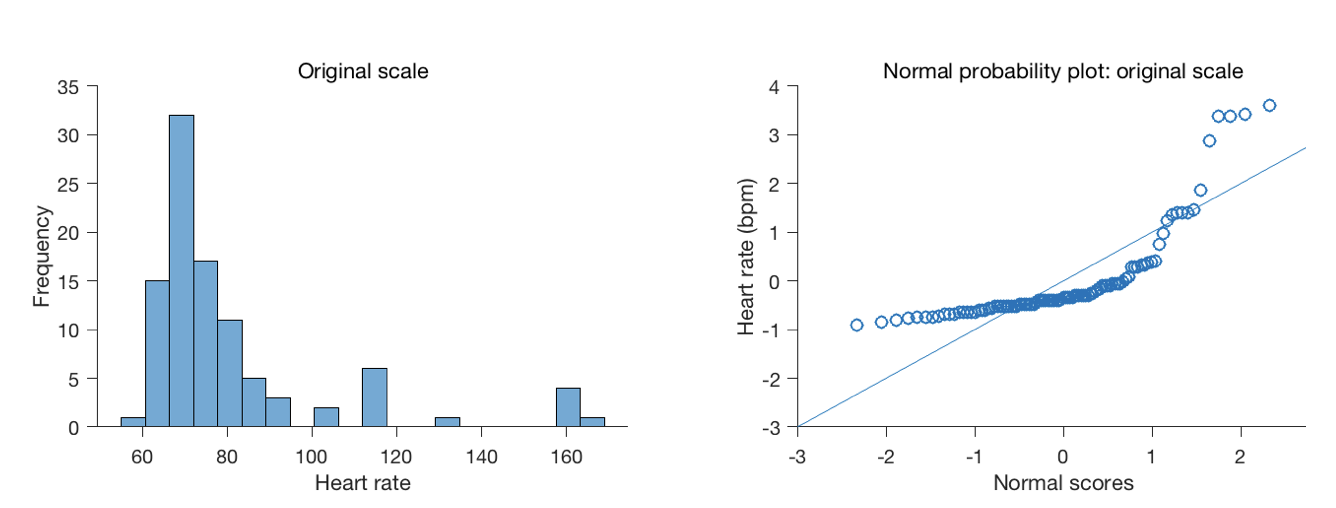 Original scale
35
30
25
20
15
10
5
0
Frequency
60 80 100 120 140 160
Heart rate
Normal probability plot: original scale
4
3
2
1
0
-1
-2
-3
Heart rate (bpm)
-3 -2 -1 0 1 2
Normal scores